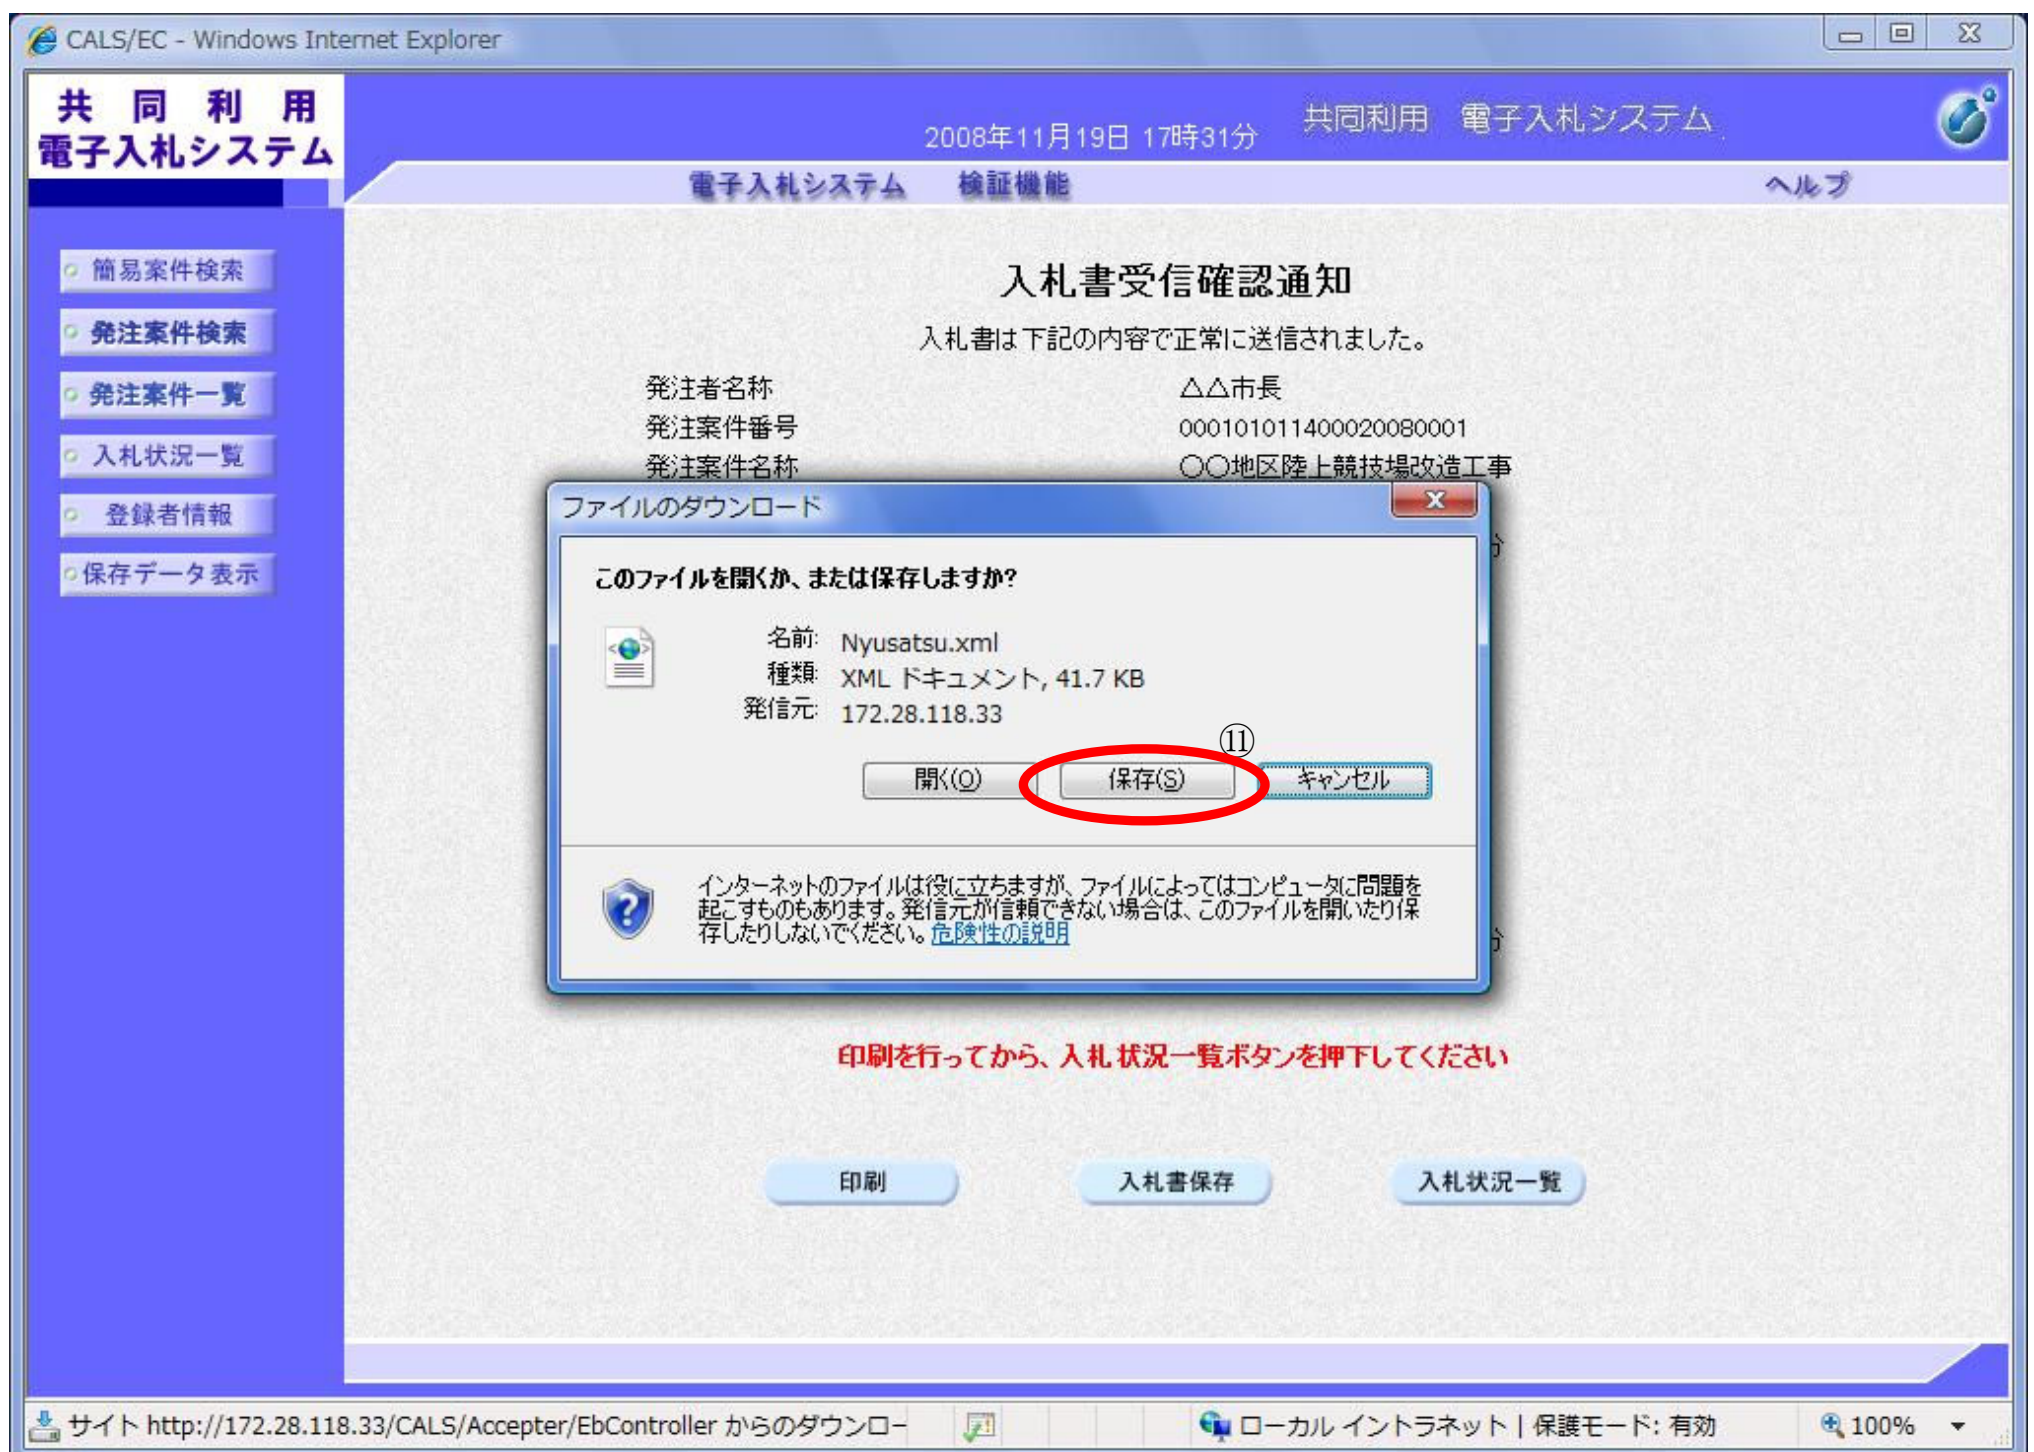 CALS/EC - Windows Internet Explorer
共 同 利 用
電子入札システム
2008年11月19日 17時31分
共同利用 電子入札システム
電子入札システム 検証機能 ヘルプ
簡易案件検索
発注案件検索
発注案件一覧
入札状況一覧
登録者情報
保存データ表示
入札書受信確認通知
入札書は下記の内容で正常に送信されました。
発注者名称 △△市長
発注案件番号 000101011400020080001
発注案件名称 〇〇地区陸上競技場改造工事
ファイルのダウンロード
このファイルを開くか、または保存しますか?
名前: Nyusatsu.xml
種類: XML ドキュメント, 41.7 KB
発信元: 172.28.118.33
⑪
開く(O) 保存(S) キャンセル
インターネットのファイルは役に立ちますが、ファイルによってはコンピュータに問題を
起こすものもあります。発信元が信頼できない場合は、このファイルを開いたり保
存したりしないでください。危険性の説明
印刷を行ってから、入札状況一覧ボタンを押下してください
印刷 入札書保存 入札状況一覧
サイト http://172.28.118.33/CALS/Accepter/EbController からのダウンロー
ローカル イントラネット | 保護モード: 有効
100%